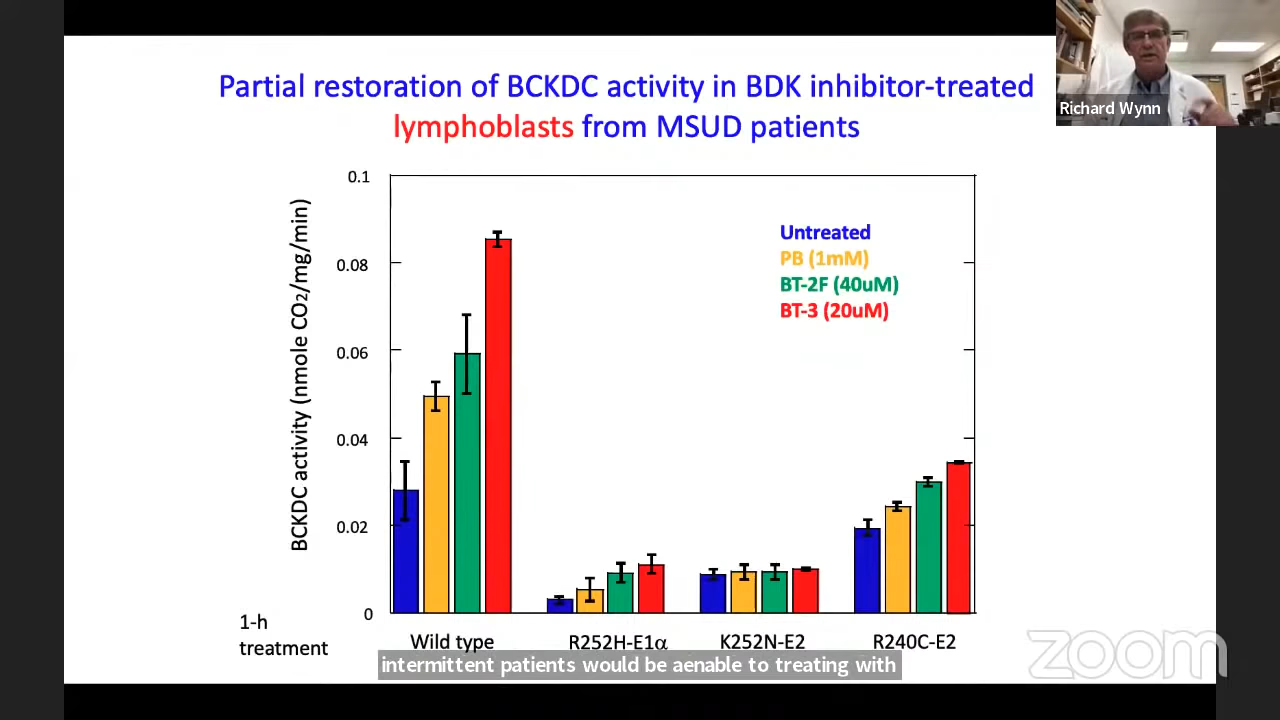 Partial restoration of BCKDC activity in BDK inhibitor-treated
lymphoblasts from MSUD patients
Richard Wynn
BCKDC activity (nmole CO₂/mg/min)
0.1
0.08
0.06
0.04
0.02
0
Untreated
PB (1mM)
BT-2F (40uM)
BT-3 (20uM)
1-h
treatment
Wild type
R252H-E1α
K252N-E2
R240C-E2
intermittent patients would be aenable to treating with
zoom